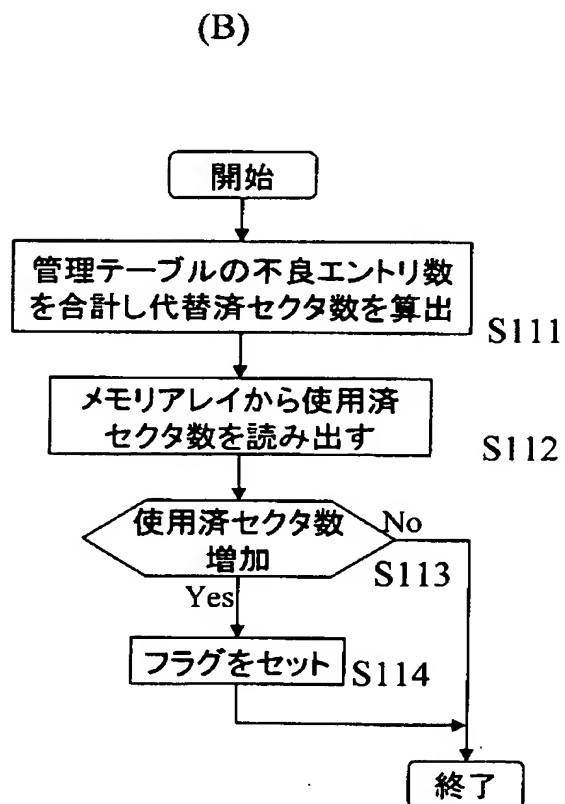 (B)
開始
管理テーブルの不良エントリ数
を合計し代替済セクタ数を算出
S111
メモリアレイから使用済
セクタ数を読み出す
S112
使用済セクタ数
増加
No
S113
Yes
フラグをセット
S114
終了